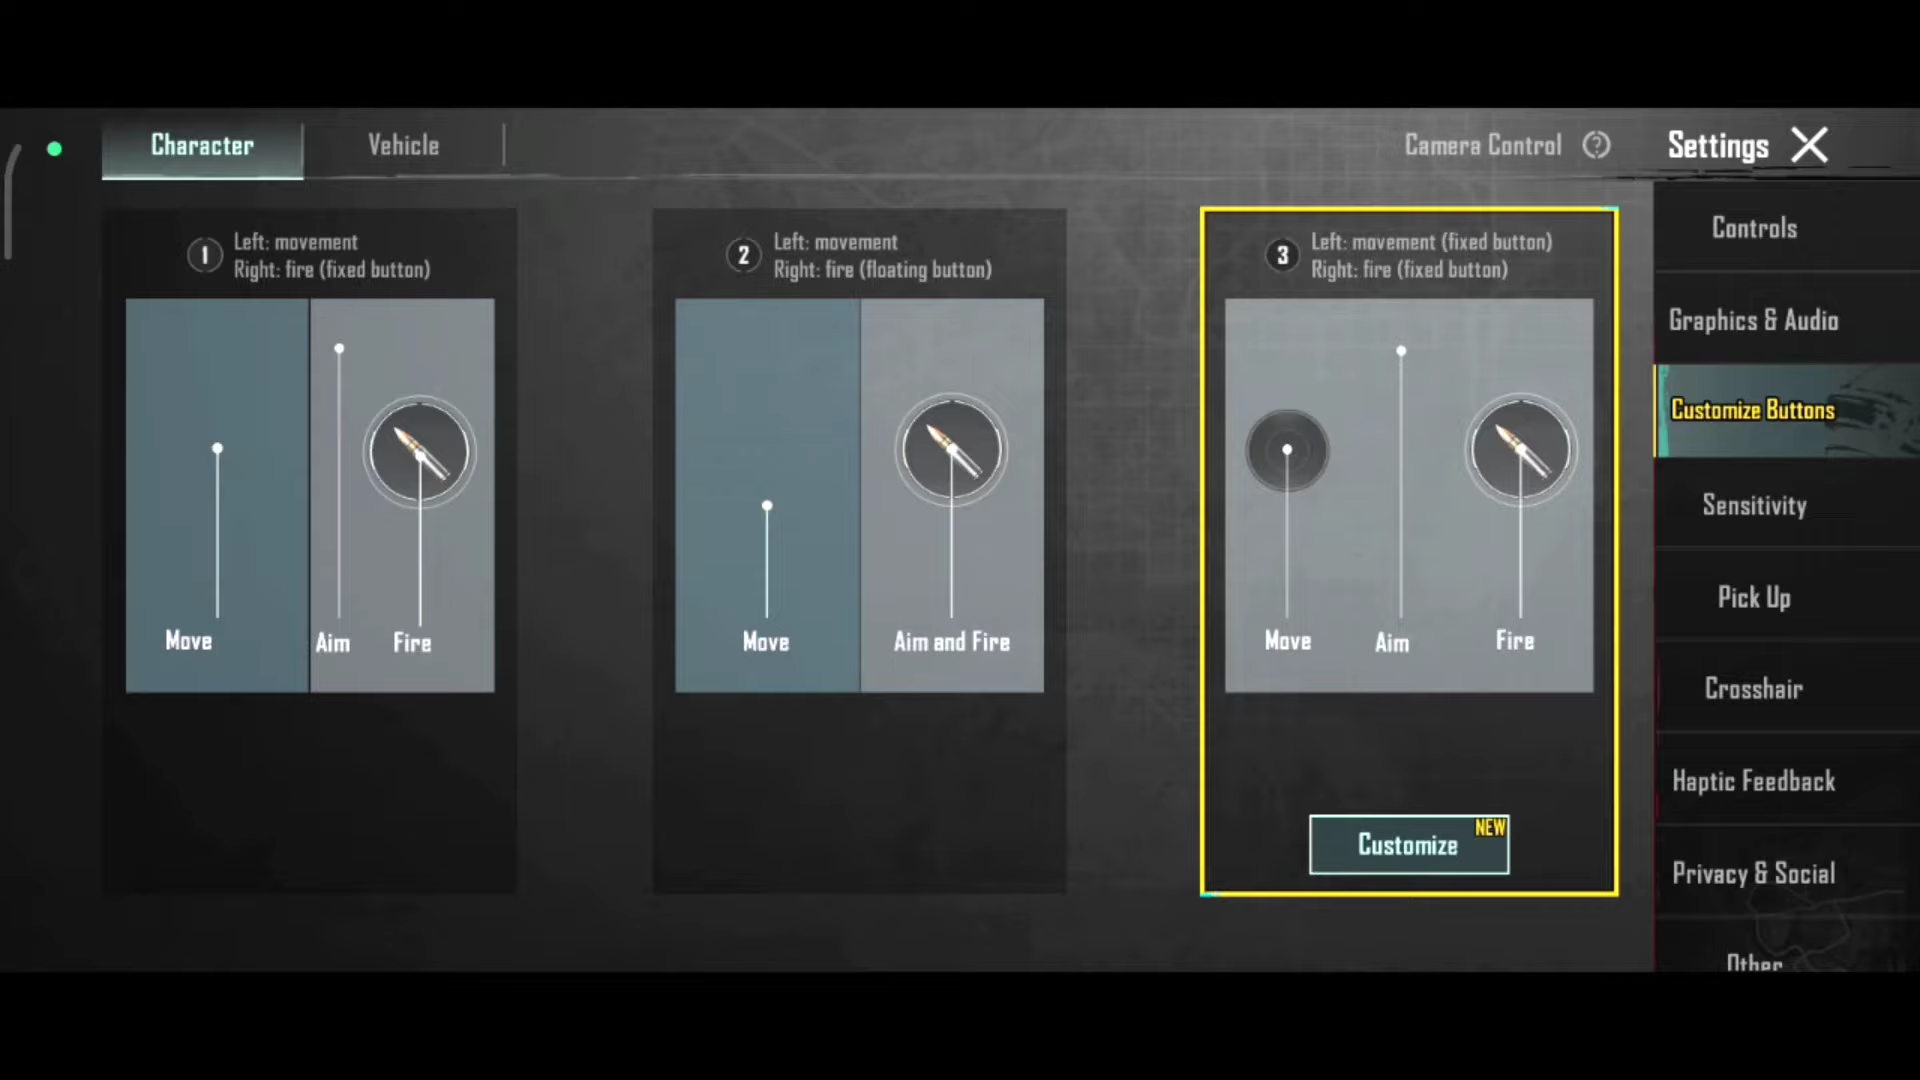 Character
Vehicle
Camera Control
?
Settings
1
Left: movement
Right: fire (fixed button)
Move
Aim
Fire
2
Left: movement
Right: fire (floating button)
Move
Aim and Fire
3
Left: movement (fixed button)
Right: fire (fixed button)
Move
Aim
Fire
Customize
NEW
Controls
Graphics & Audio
Customize Buttons
Sensitivity
Pick Up
Crosshair
Haptic Feedback
Privacy & Social
Other